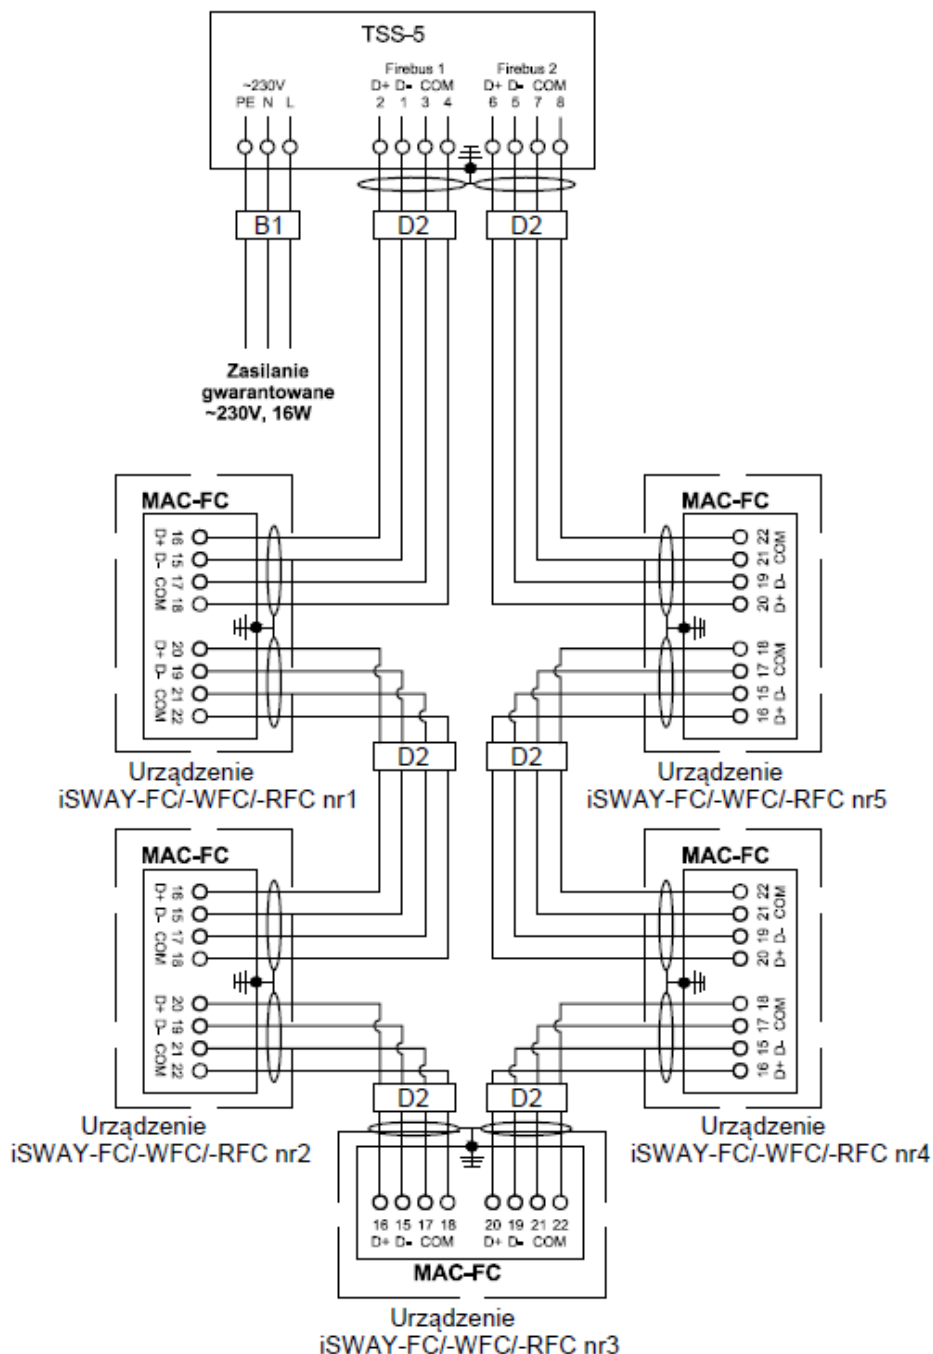 TSS-5
~230V
PE N L
Firebus 1
D+ D- COM
2 1 3 4
Firebus 2
D+ D- COM
6 5 7 8
B1
D2
D2
Zasilanie
gwarantowane
~230V, 16W
MAC-FC
D+ 16
D- 15
COM 17
18
D+ 20
D- 19
COM 21
22
Urządzenie
iSWAY-FC/-WFC/-RFC nr1
MAC-FC
22 COM
21
19 D-
20 D+
18 COM
17
15 D-
16 D+
Urządzenie
iSWAY-FC/-WFC/-RFC nr5
D2
D2
MAC-FC
D+ 16
D- 15
COM 17
18
D+ 20
D- 19
COM 21
22
Urządzenie
iSWAY-FC/-WFC/-RFC nr2
MAC-FC
22 COM
21
19 D-
20 D+
18 COM
17
15 D-
16 D+
Urządzenie
iSWAY-FC/-WFC/-RFC nr4
D2
D2
16 15 17 18
D+ D- COM
20 19 21 22
D+ D- COM
MAC-FC
Urządzenie
iSWAY-FC/-WFC/-RFC nr3